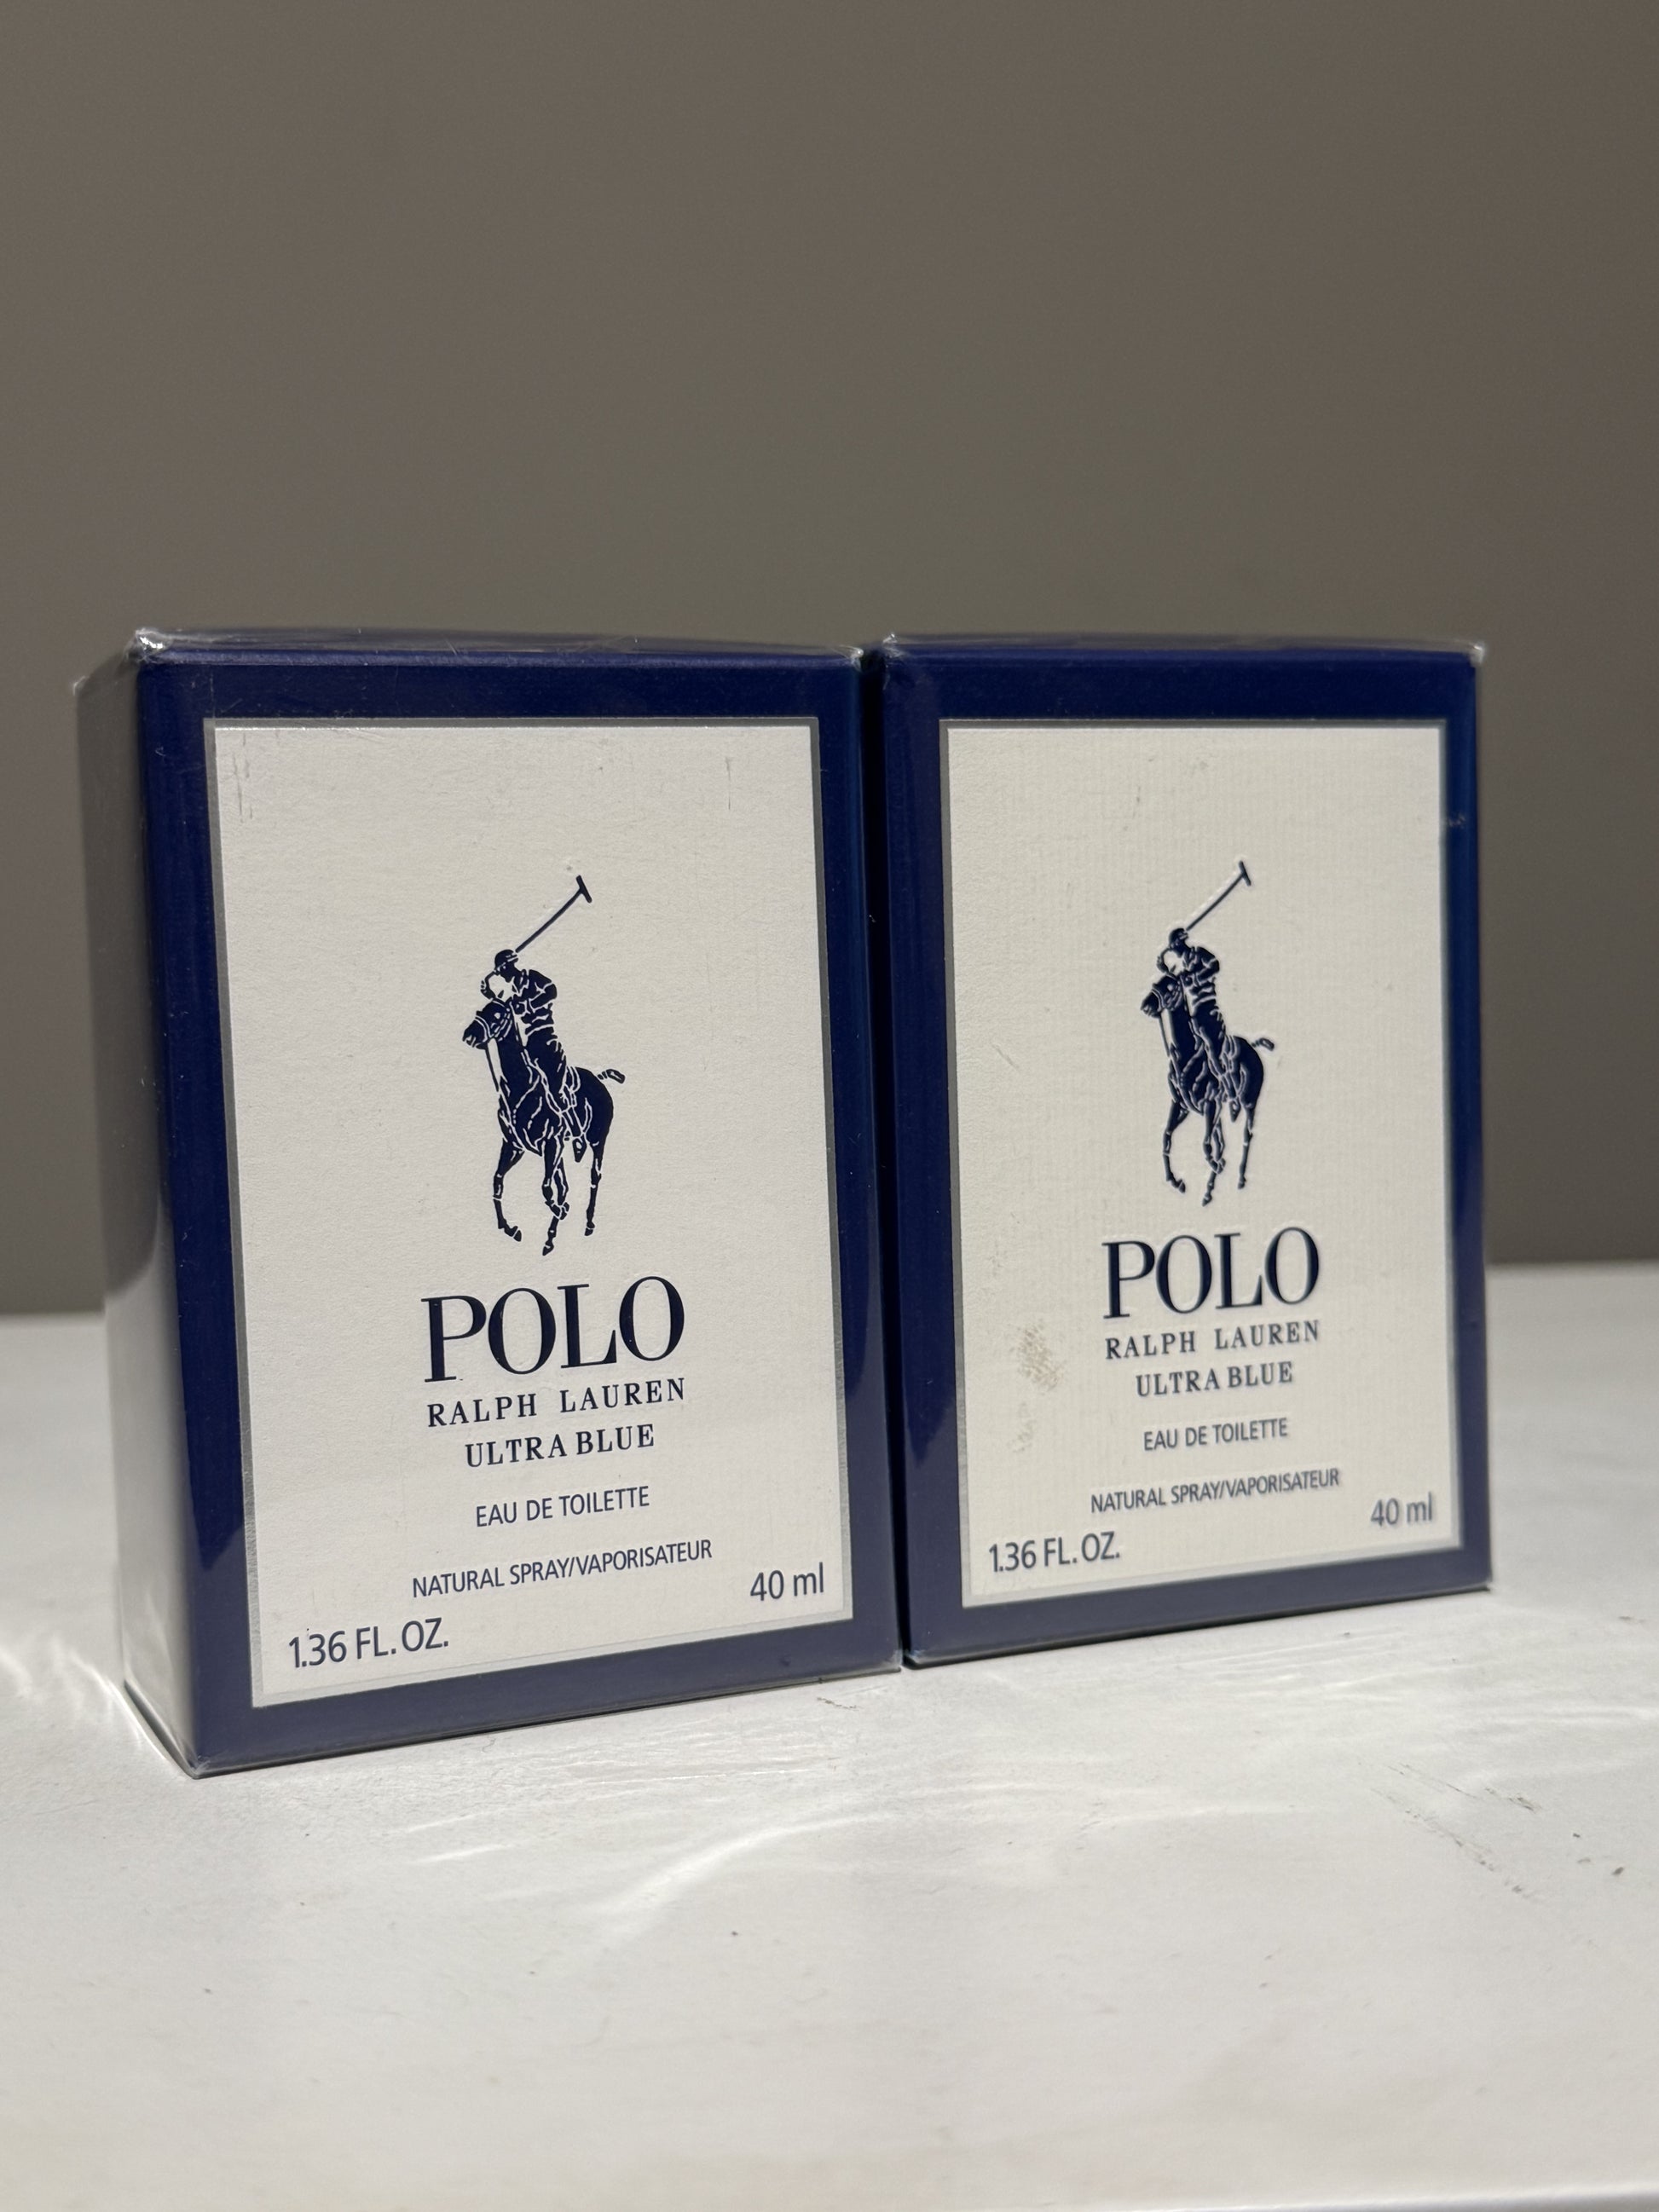 POLO
RALPH LAUREN
ULTRA BLUE
EAU DE TOILETTE
NATURAL SPRAY/VAPORISATEUR
40 ml
1.36 FL. OZ.
POLO
RALPH LAUREN
ULTRA BLUE
EAU DE TOILETTE
NATURAL SPRAY/VAPORISATEUR
40 ml
1.36 FL. OZ.